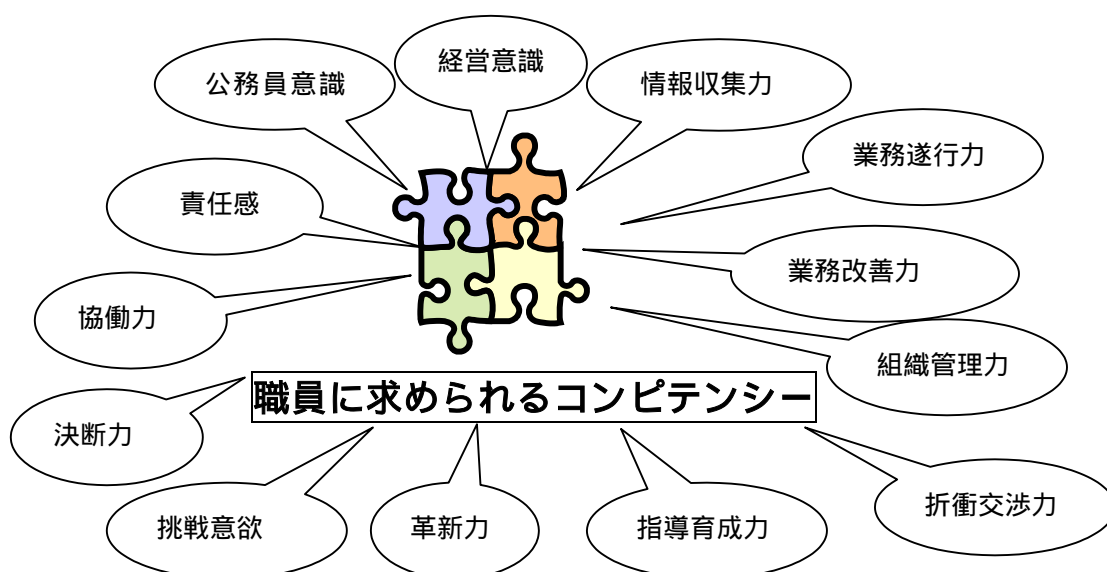 経営意識
公務員意識
情報収集力
業務遂行力
責任感
業務改善力
協働力
組織管理力
職員に求められるコンピテンシー
決断力
折衝交渉力
挑戦意欲
革新力
指導育成力